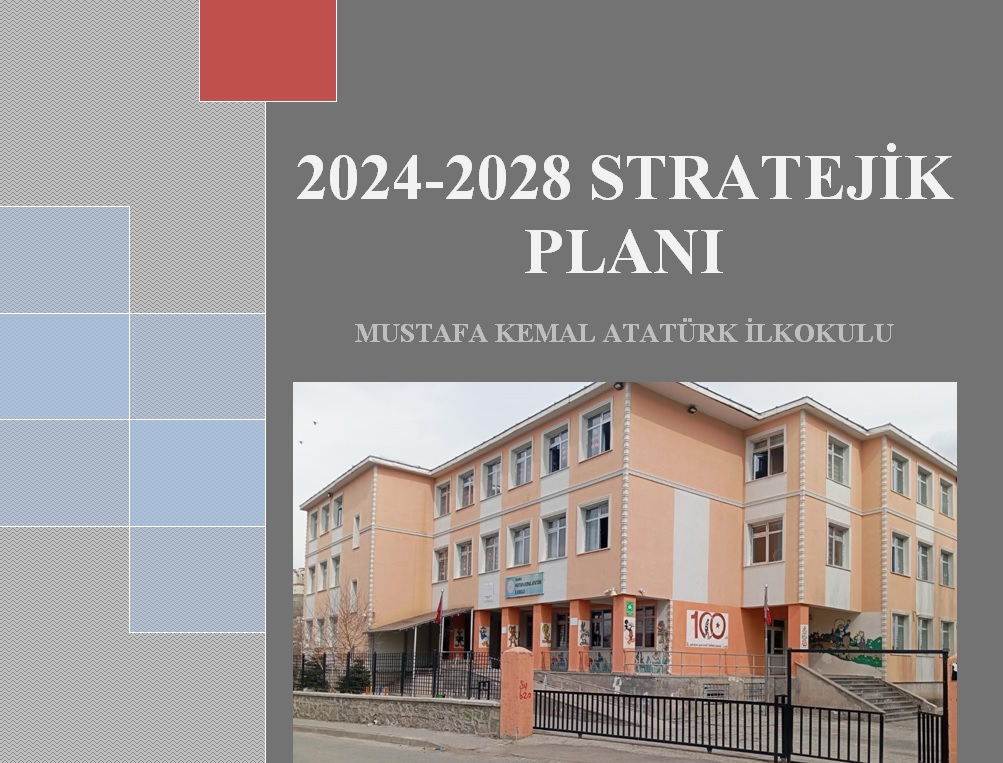 2024-2028 STRATEJİK
PLANI
MUSTAFA KEMAL ATATÜRK İLKOKULU
100